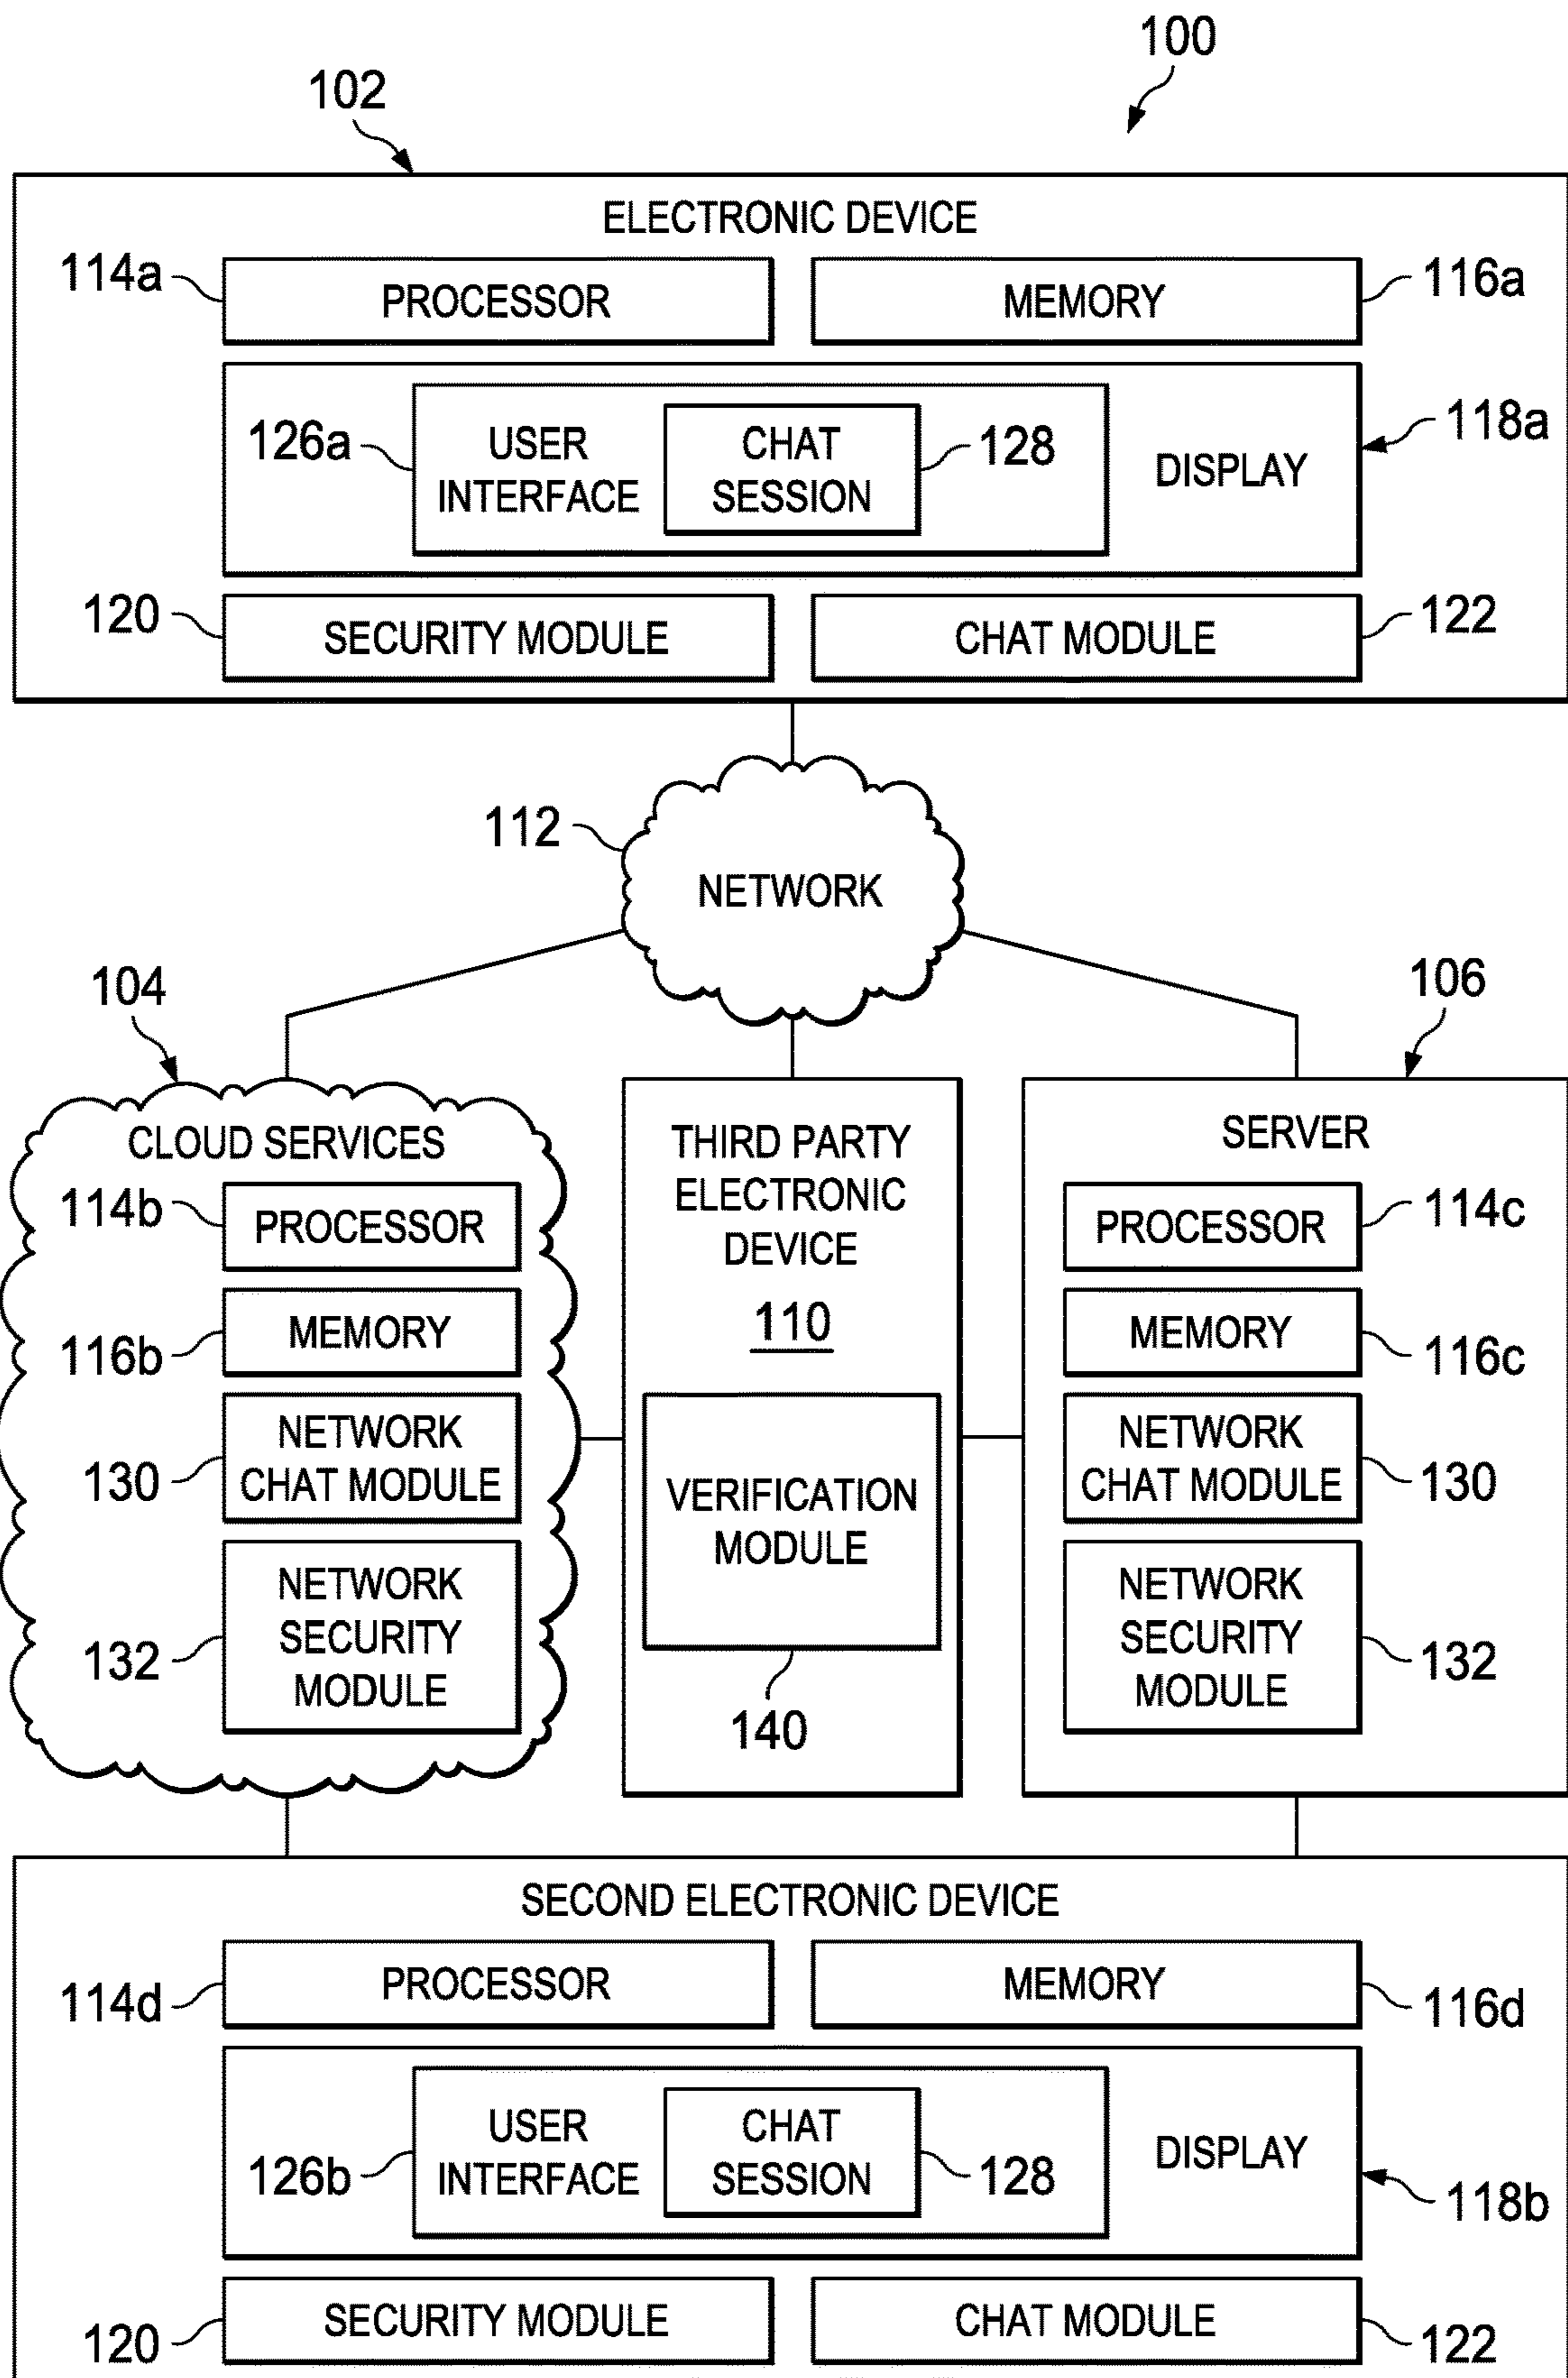 100
102
ELECTRONIC DEVICE
114a
PROCESSOR
MEMORY
116a
126a
USER
INTERFACE
CHAT
SESSION
128
DISPLAY
118a
120
SECURITY MODULE
CHAT MODULE
122
112
NETWORK
104
106
CLOUD SERVICES
114b
PROCESSOR
116b
MEMORY
130
NETWORK
CHAT MODULE
132
NETWORK
SECURITY
MODULE
THIRD PARTY
ELECTRONIC
DEVICE
110
VERIFICATION
MODULE
140
SERVER
PROCESSOR
114c
MEMORY
116c
NETWORK
CHAT MODULE
130
NETWORK
SECURITY
MODULE
132
SECOND ELECTRONIC DEVICE
114d
PROCESSOR
MEMORY
116d
126b
USER
INTERFACE
CHAT
SESSION
128
DISPLAY
118b
120
SECURITY MODULE
CHAT MODULE
122